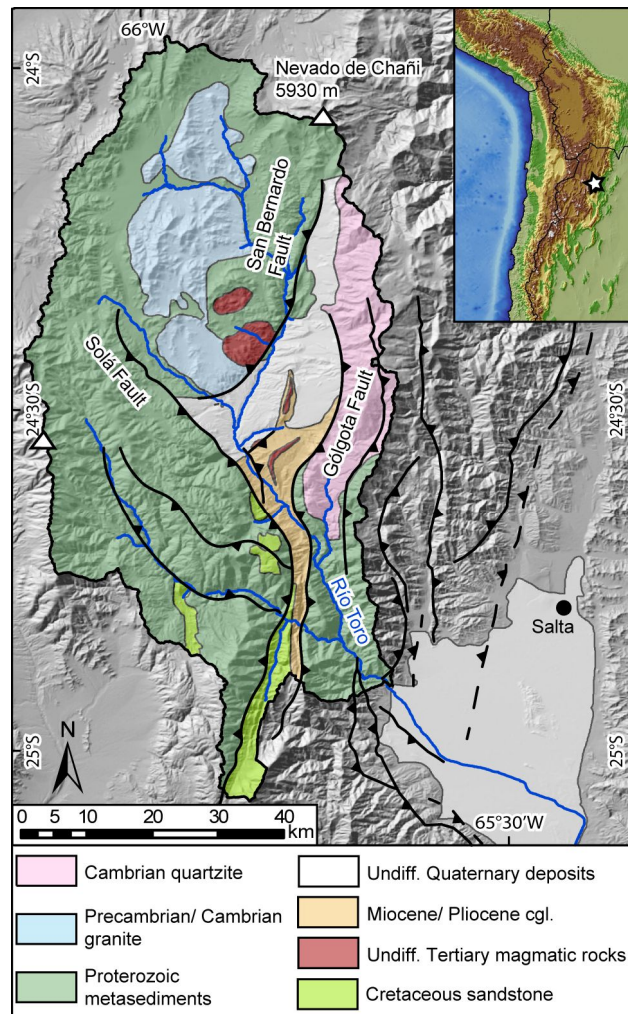 66°W
24°S
Nevado de Chañi
5930 m
San Bernardo
Fault
Solá Fault
24°30'S
24°30'S
Gólgota Fault
Río Toro
Salta
N
25°S
25°S
65°30'W
0 5 10 20 30 40
km
Cambrian quartzite
Precambrian/ Cambrian
granite
Proterozoic
metasediments
Undiff. Quaternary deposits
Miocene/ Pliocene cgl.
Undiff. Tertiary magmatic rocks
Cretaceous sandstone